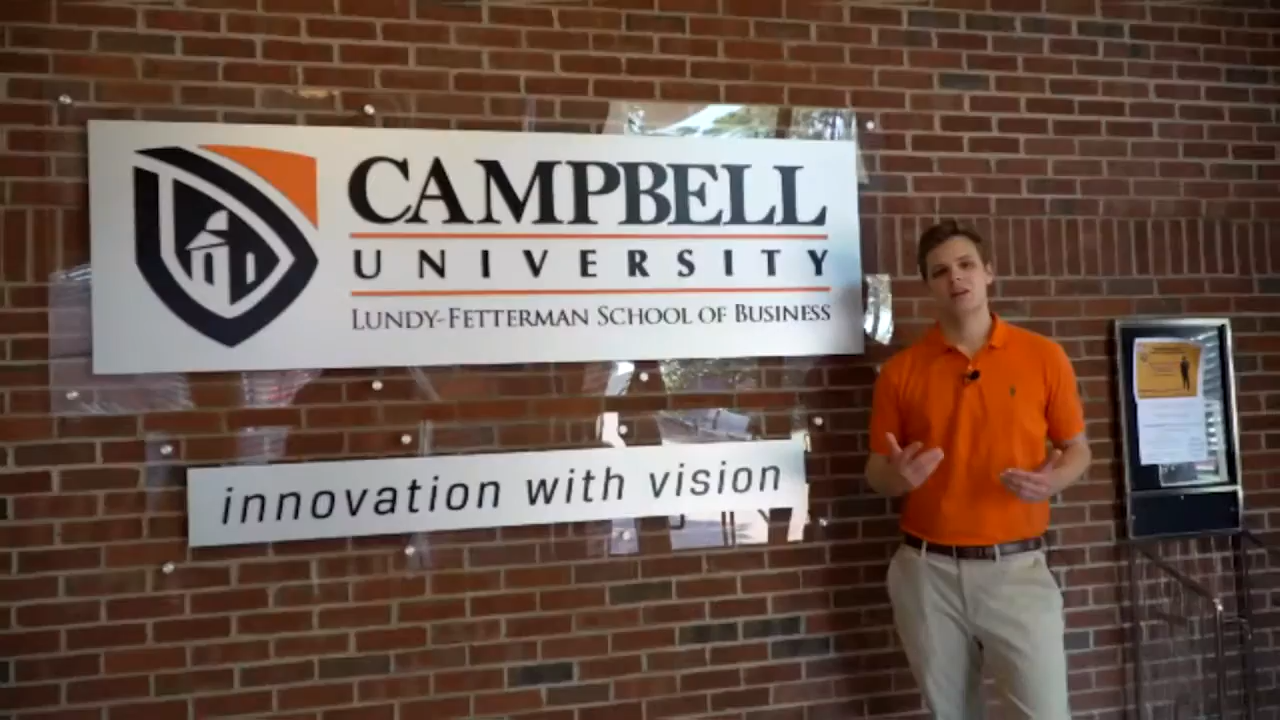 CAMPBELL
UNIVERSITY
LUNDY-FETTERMAN SCHOOL OF BUSINESS
innovation with vision